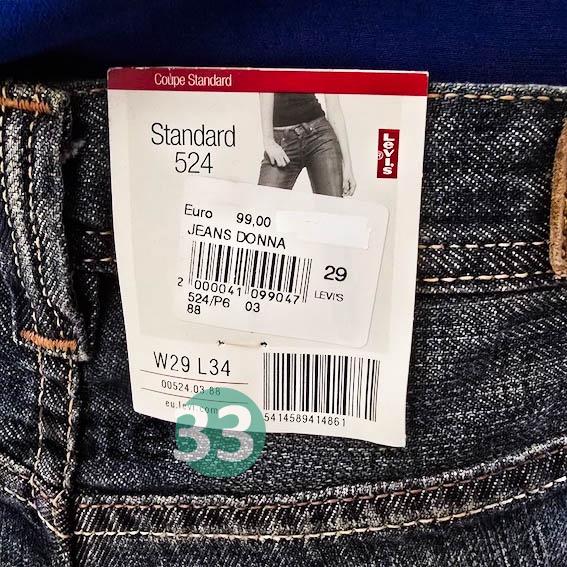 Coupe Standard
Standard
524
Levi's
®
Euro 99,00
JEANS DONNA
29
2 000041 099047
LEVI'S
524/P6 03
88
W29 L34
00524.03.88
eu.levi.com
5414589414861
33